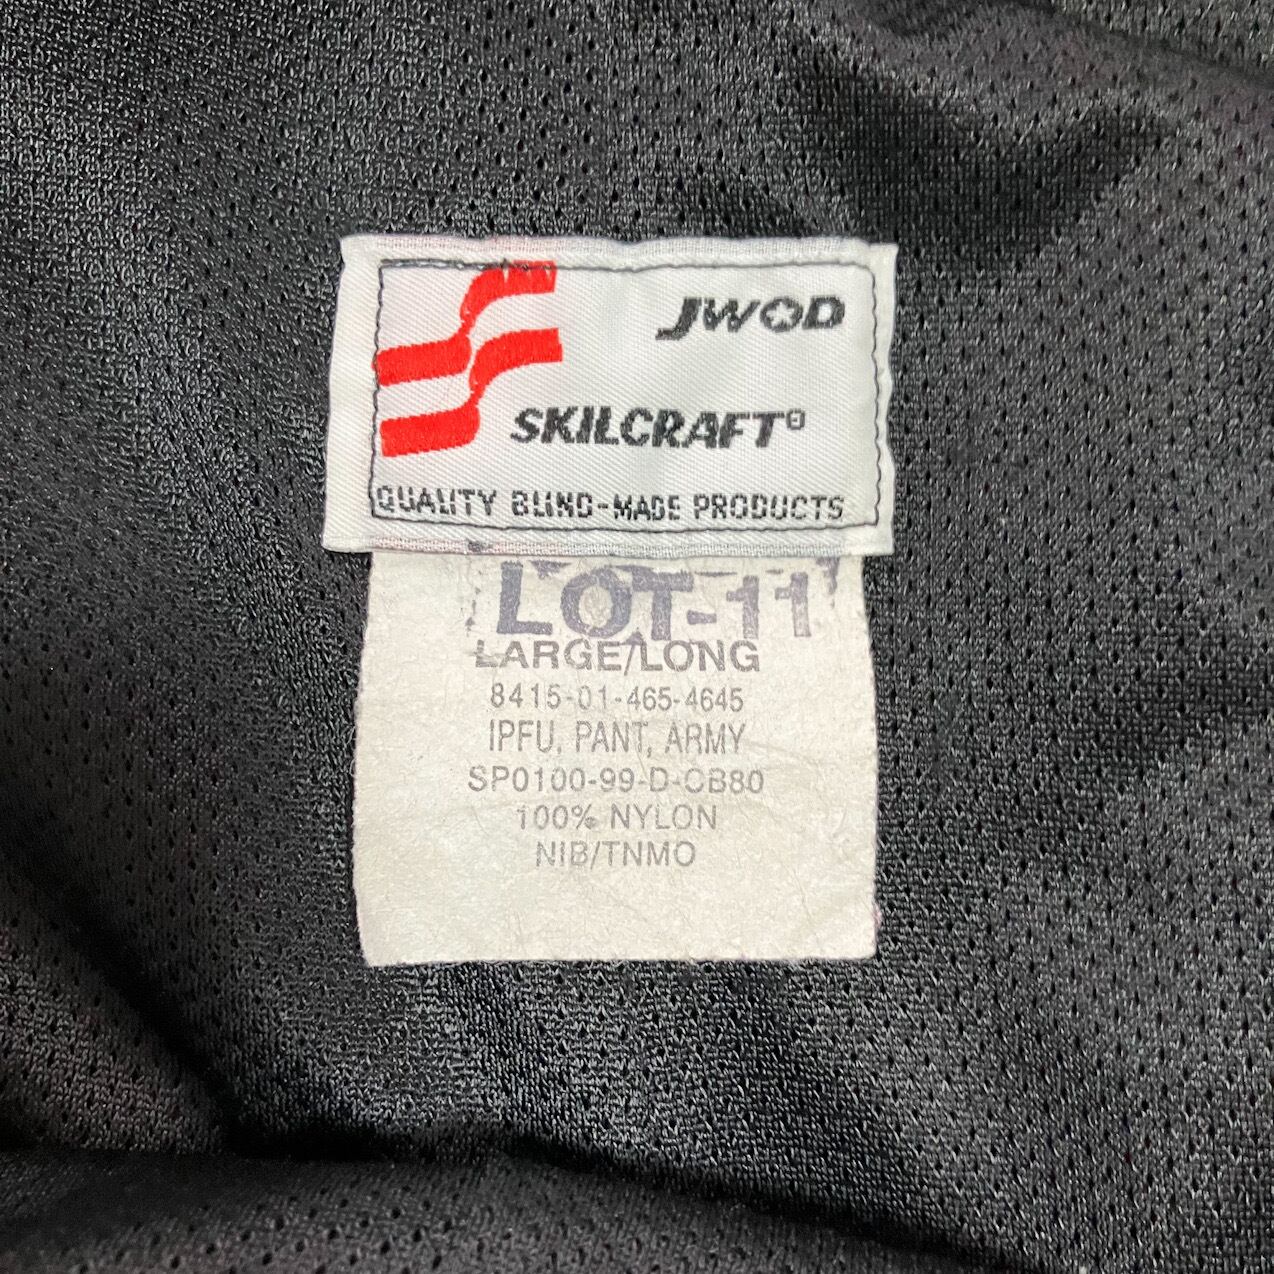 JWOD
SKILCRAFT®
QUALITY BLIND-MADE PRODUCTS
LOT-11
LARGE/LONG
8415-01-465-4645
IPFU, PANT, ARMY
SP0100-99-D-CB80
100% NYLON
NIB/TNMO